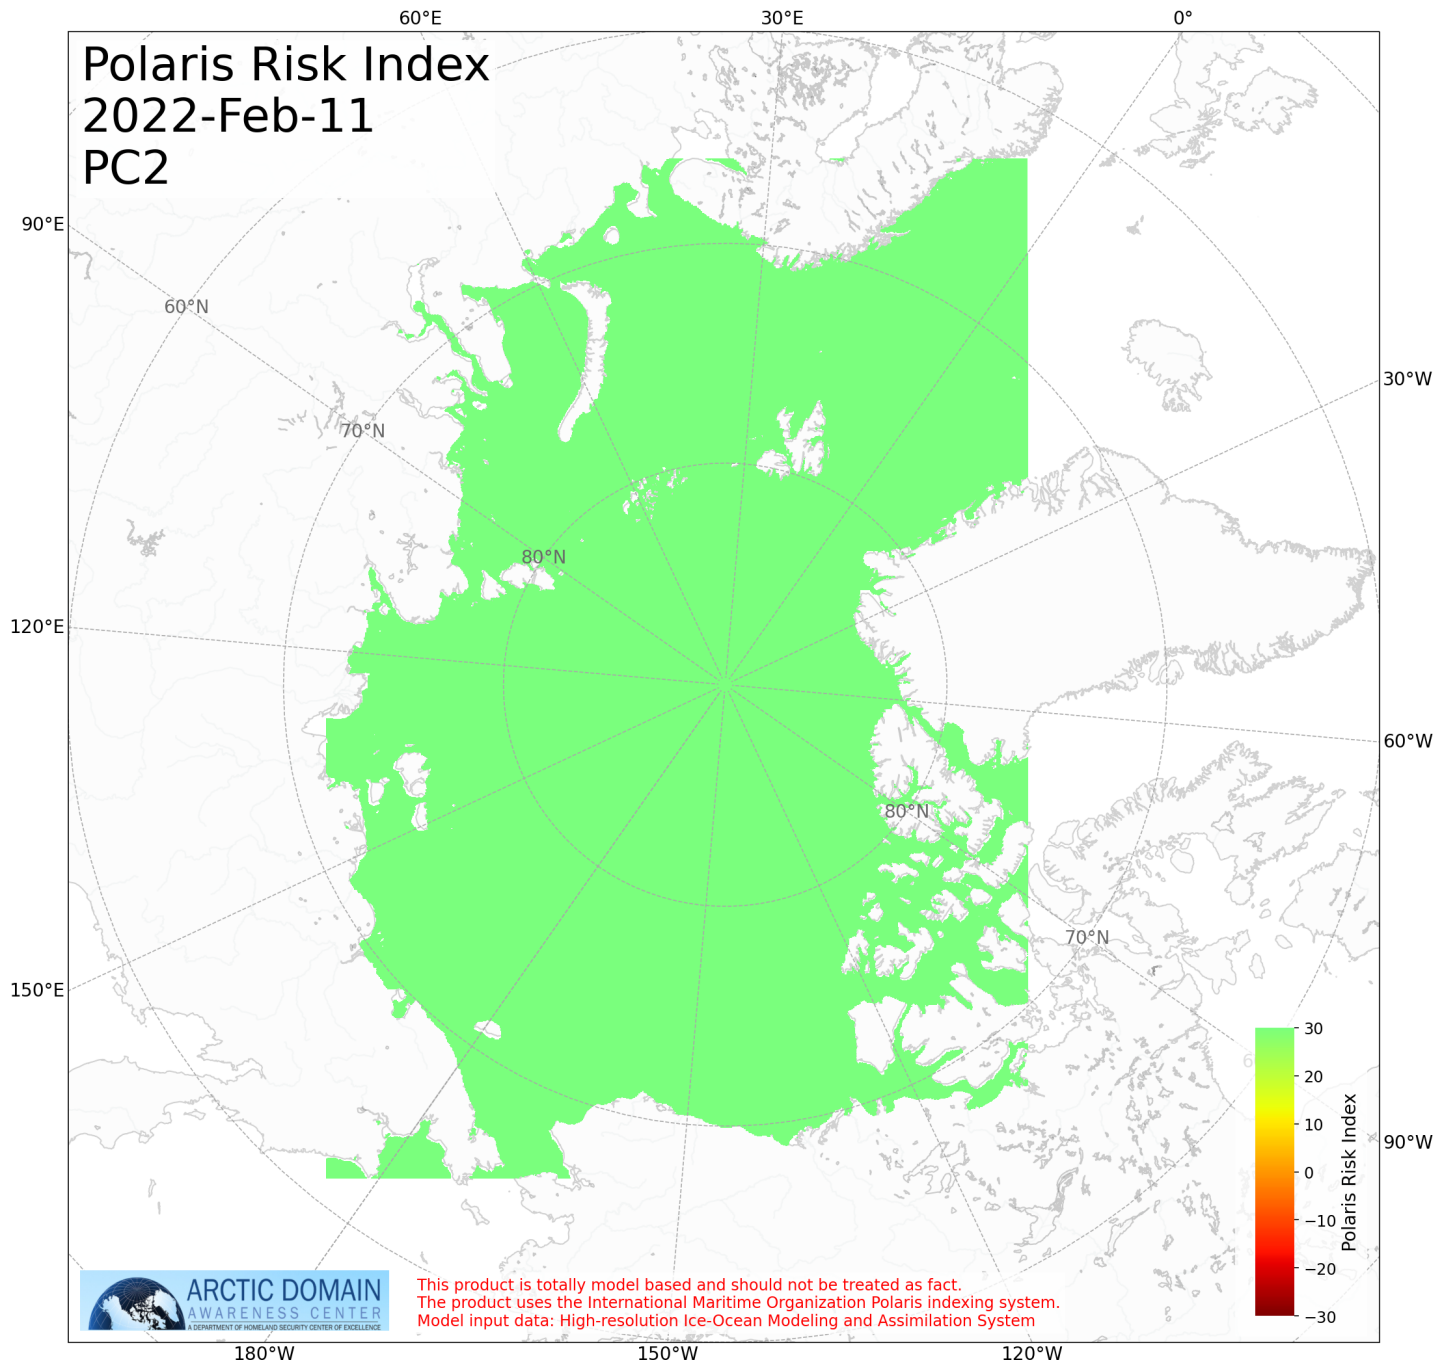 60°E 30°E 0°
Polaris Risk Index
2022-Feb-11
PC2
90°E
60°N
30°W
70°N
80°N
120°E
60°W
80°N
70°N
150°E
30
20
10
0
−10
−20
−30
Polaris Risk Index
90°W
ARCTIC DOMAIN
AWARENESS CENTER
A DEPARTMENT OF HOMELAND SECURITY CENTER OF EXCELLENCE
This product is totally model based and should not be treated as fact.
The product uses the International Maritime Organization Polaris indexing system.
Model input data: High-resolution Ice-Ocean Modeling and Assimilation System
180°W 150°W 120°W